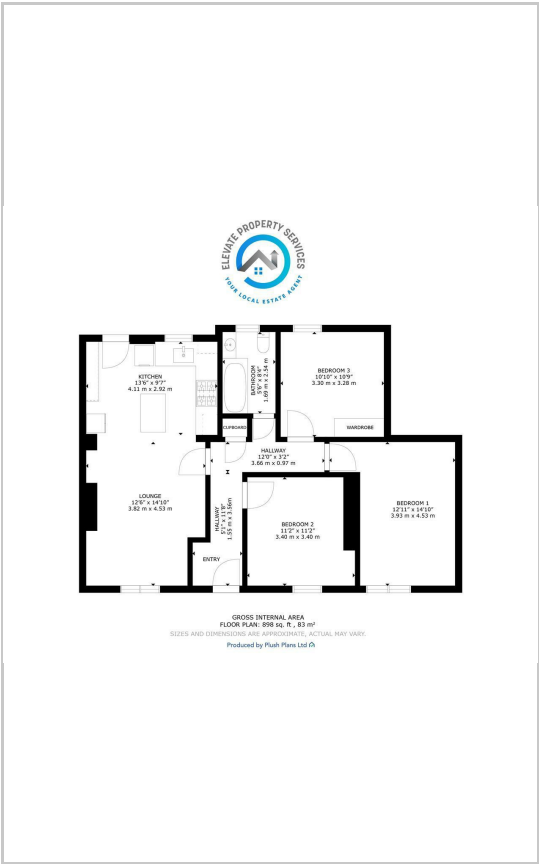 ELEVATE PROPERTY SERVICES
YOUR LOCAL ESTATE AGENT
KITCHEN
13'6" x 9'7"
4.11 m x 2.92 m
BATHROOM
5'6" x 8'4"
1.69 m x 2.54 m
BEDROOM 3
10'10" x 10'9"
3.30 m x 3.28 m
WARDROBE
CUPBOARD
HALLWAY
12'0" x 3'2"
3.66 m x 0.97 m
LOUNGE
12'6" x 14'10"
3.82 m x 4.53 m
HALLWAY
5'1" x 11'8"
1.55 m x 3.56m
BEDROOM 2
11'2" x 11'2"
3.40 m x 3.40 m
BEDROOM 1
12'11" x 14'10"
3.93 m x 4.53 m
ENTRY
GROSS INTERNAL AREA
FLOOR PLAN: 898 sq. ft , 83 m²
SIZES AND DIMENSIONS ARE APPROXIMATE, ACTUAL MAY VARY.
Produced by Plush Plans Ltd